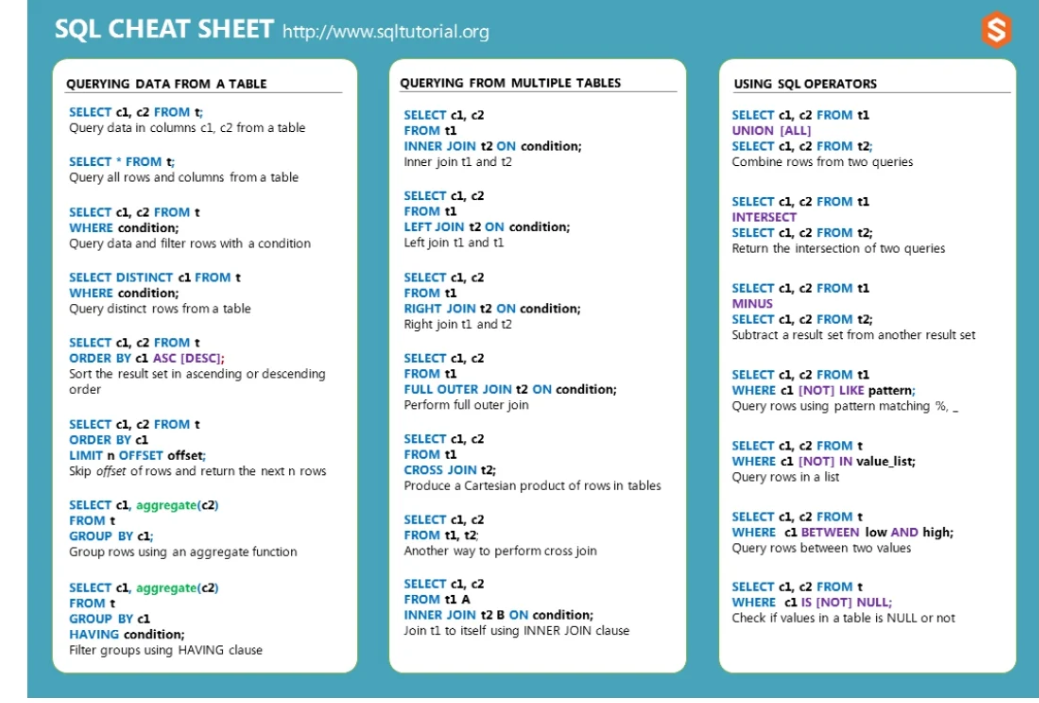 SQL CHEAT SHEET http://www.sqltutorial.org
QUERYING DATA FROM A TABLE
SELECT c1, c2 FROM t;
Query data in columns c1, c2 from a table
SELECT * FROM t;
Query all rows and columns from a table
SELECT c1, c2 FROM t
WHERE condition;
Query data and filter rows with a condition
SELECT DISTINCT c1 FROM t
WHERE condition;
Query distinct rows from a table
SELECT c1, c2 FROM t
ORDER BY c1 ASC [DESC];
Sort the result set in ascending or descending
order
SELECT c1, c2 FROM t
ORDER BY c1
LIMIT n OFFSET offset;
Skip offset of rows and return the next n rows
SELECT c1, aggregate(c2)
FROM t
GROUP BY c1;
Group rows using an aggregate function
SELECT c1, aggregate(c2)
FROM t
GROUP BY c1
HAVING condition;
Filter groups using HAVING clause
QUERYING FROM MULTIPLE TABLES
SELECT c1, c2
FROM t1
INNER JOIN t2 ON condition;
Inner join t1 and t2
SELECT c1, c2
FROM t1
LEFT JOIN t2 ON condition;
Left join t1 and t1
SELECT c1, c2
FROM t1
RIGHT JOIN t2 ON condition;
Right join t1 and t2
SELECT c1, c2
FROM t1
FULL OUTER JOIN t2 ON condition;
Perform full outer join
SELECT c1, c2
FROM t1
CROSS JOIN t2;
Produce a Cartesian product of rows in tables
SELECT c1, c2
FROM t1, t2;
Another way to perform cross join
SELECT c1, c2
FROM t1 A
INNER JOIN t2 B ON condition;
Join t1 to itself using INNER JOIN clause
USING SQL OPERATORS
SELECT c1, c2 FROM t1
UNION [ALL]
SELECT c1, c2 FROM t2;
Combine rows from two queries
SELECT c1, c2 FROM t1
INTERSECT
SELECT c1, c2 FROM t2;
Return the intersection of two queries
SELECT c1, c2 FROM t1
MINUS
SELECT c1, c2 FROM t2;
Subtract a result set from another result set
SELECT c1, c2 FROM t1
WHERE c1 [NOT] LIKE pattern;
Query rows using pattern matching %, _
SELECT c1, c2 FROM t
WHERE c1 [NOT] IN value_list;
Query rows in a list
SELECT c1, c2 FROM t
WHERE c1 BETWEEN low AND high;
Query rows between two values
SELECT c1, c2 FROM t
WHERE c1 IS [NOT] NULL;
Check if values in a table is NULL or not